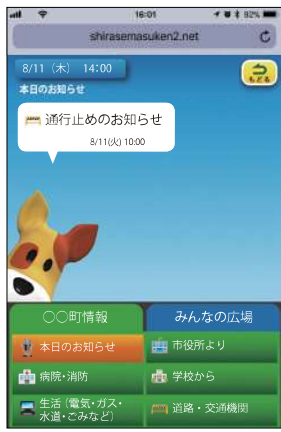 16:01
92%
shirasemasuken2.net
8/11（木） 14:00
もどる
本日のお知らせ
通行止めのお知らせ
8/11(火) 10:00
〇〇町情報
みんなの広場
本日のお知らせ
市役所より
病院・消防
学校から
生活（電気・ガス・
水道・ごみなど）
道路・交通機関